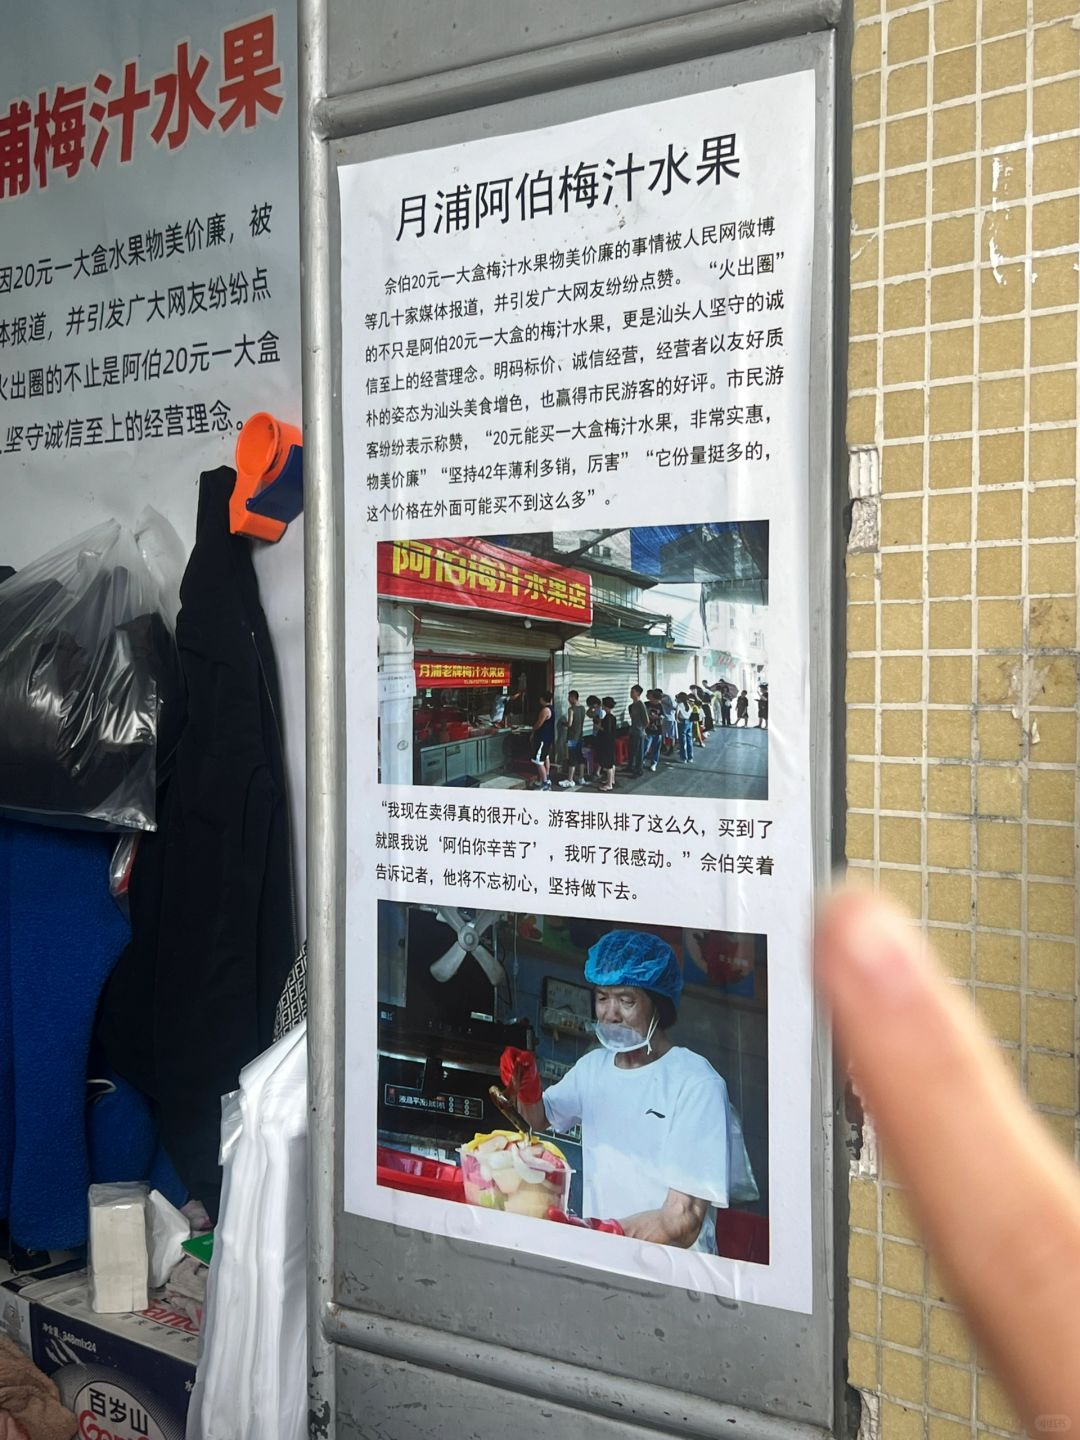 浦梅汁水果
因20元一大盒水果物美价廉，被
体报道，并引发广大网友纷纷点
火出圈的不止是阿伯20元一大盒
坚守诚信至上的经营理念。
月浦阿伯梅汁水果
佘伯20元一大盒梅汁水果物美价廉的事情被人民网微博
等几十家媒体报道，并引发广大网友纷纷点赞。 “火出圈”
的不只是阿伯20元一大盒的梅汁水果，更是汕头人坚守的诚
信至上的经营理念。明码标价、诚信经营，经营者以友好质
朴的姿态为汕头美食增色，也赢得市民游客的好评。市民游
客纷纷表示称赞，“20元能买一大盒梅汁水果，非常实惠，
物美价廉”“坚持42年薄利多销，厉害”“它份量挺多的，
这个价格在外面可能买不到这么多”。
阿伯梅汁水果店
月浦老牌梅汁水果店
“我现在卖得真的很开心。游客排队排了这么久，买到了
就跟我说‘阿伯你辛苦了’，我听了很感动。”佘伯笑着
告诉记者，他将不忘初心，坚持做下去。
净含量：348mlx24
百岁山
小红书